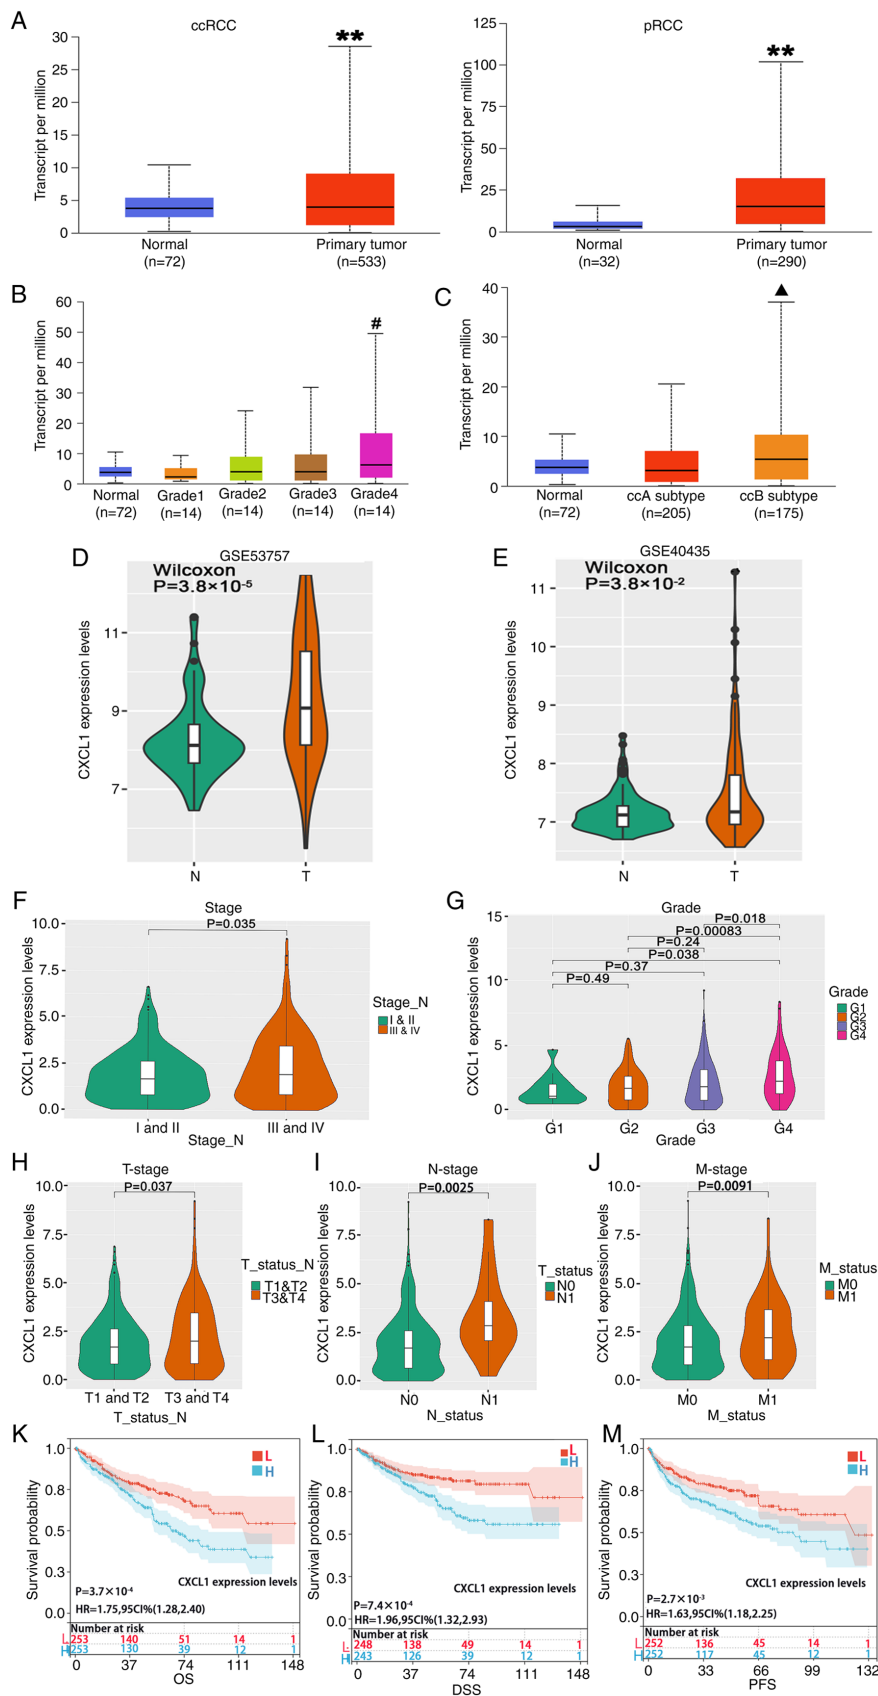 A
ccRCC
**
Transcript per million
30
25
20
15
10
5
0
Normal
(n=72)
Primary tumor
(n=533)
pRCC
**
Transcript per million
125
100
75
50
25
0
Normal
(n=32)
Primary tumor
(n=290)
B
Transcript per million
60
50
40
30
20
10
0
#
Normal
(n=72)
Grade1
(n=14)
Grade2
(n=14)
Grade3
(n=14)
Grade4
(n=14)
C
Transcript per million
40
30
20
10
0
▲
Normal
(n=72)
ccA subtype
(n=205)
ccB subtype
(n=175)
D
GSE53757
Wilcoxon
P=3.8×10-5
CXCL1 expression levels
11
9
7
N
T
E
GSE40435
Wilcoxon
P=3.8×10-2
CXCL1 expression levels
11
10
9
8
7
N
T
F
Stage
P=0.035
CXCL1 expression levels
10.0
7.5
5.0
2.5
0.0
I and II
III and IV
Stage_N
Stage_N
I & II
III & IV
G
Grade
P=0.018
P=0.00083
P=0.24
P=0.038
P=0.37
P=0.49
CXCL1 expression levels
15
10
5
0
G1
G2
G3
G4
Grade
Grade
G1
G2
G3
G4
H
T-stage
P=0.037
CXCL1 expression levels
10.0
7.5
5.0
2.5
0.0
T1 and T2
T3 and T4
T_status_N
T_status_N
T1&T2
T3&T4
I
N-stage
P=0.0025
CXCL1 expression levels
10.0
7.5
5.0
2.5
0.0
N0
N1
N_status
T_status
N0
N1
J
M-stage
P=0.0091
CXCL1 expression levels
10.0
7.5
5.0
2.5
0.0
M0
M1
M_status
M_status
M0
M1
K
L
H
Survival probability
1.0
0.8
0.5
0.3
0.0
CXCL1 expression levels
P=3.7×10-4
HR=1.75,95CI%(1.28,2.40)
Number at risk
L 253 140 51 14 1
H 253 130 39 12 1
0 37 74 111 148
OS
L
L
H
Survival probability
1.0
0.8
0.5
0.3
0.0
CXCL1 expression levels
P=7.4×10-4
HR=1.96,95CI%(1.32,2.93)
Number at risk
L 248 138 49 14 1
H 243 126 39 12 1
0 37 74 111 148
DSS
M
L
H
Survival probability
1.0
0.8
0.5
0.3
0.0
CXCL1 expression levels
P=2.7×10-3
HR=1.63,95CI%(1.18,2.25)
Number at risk
L 252 136 45 14 1
H 252 117 45 12 1
0 33 66 99 132
PFS